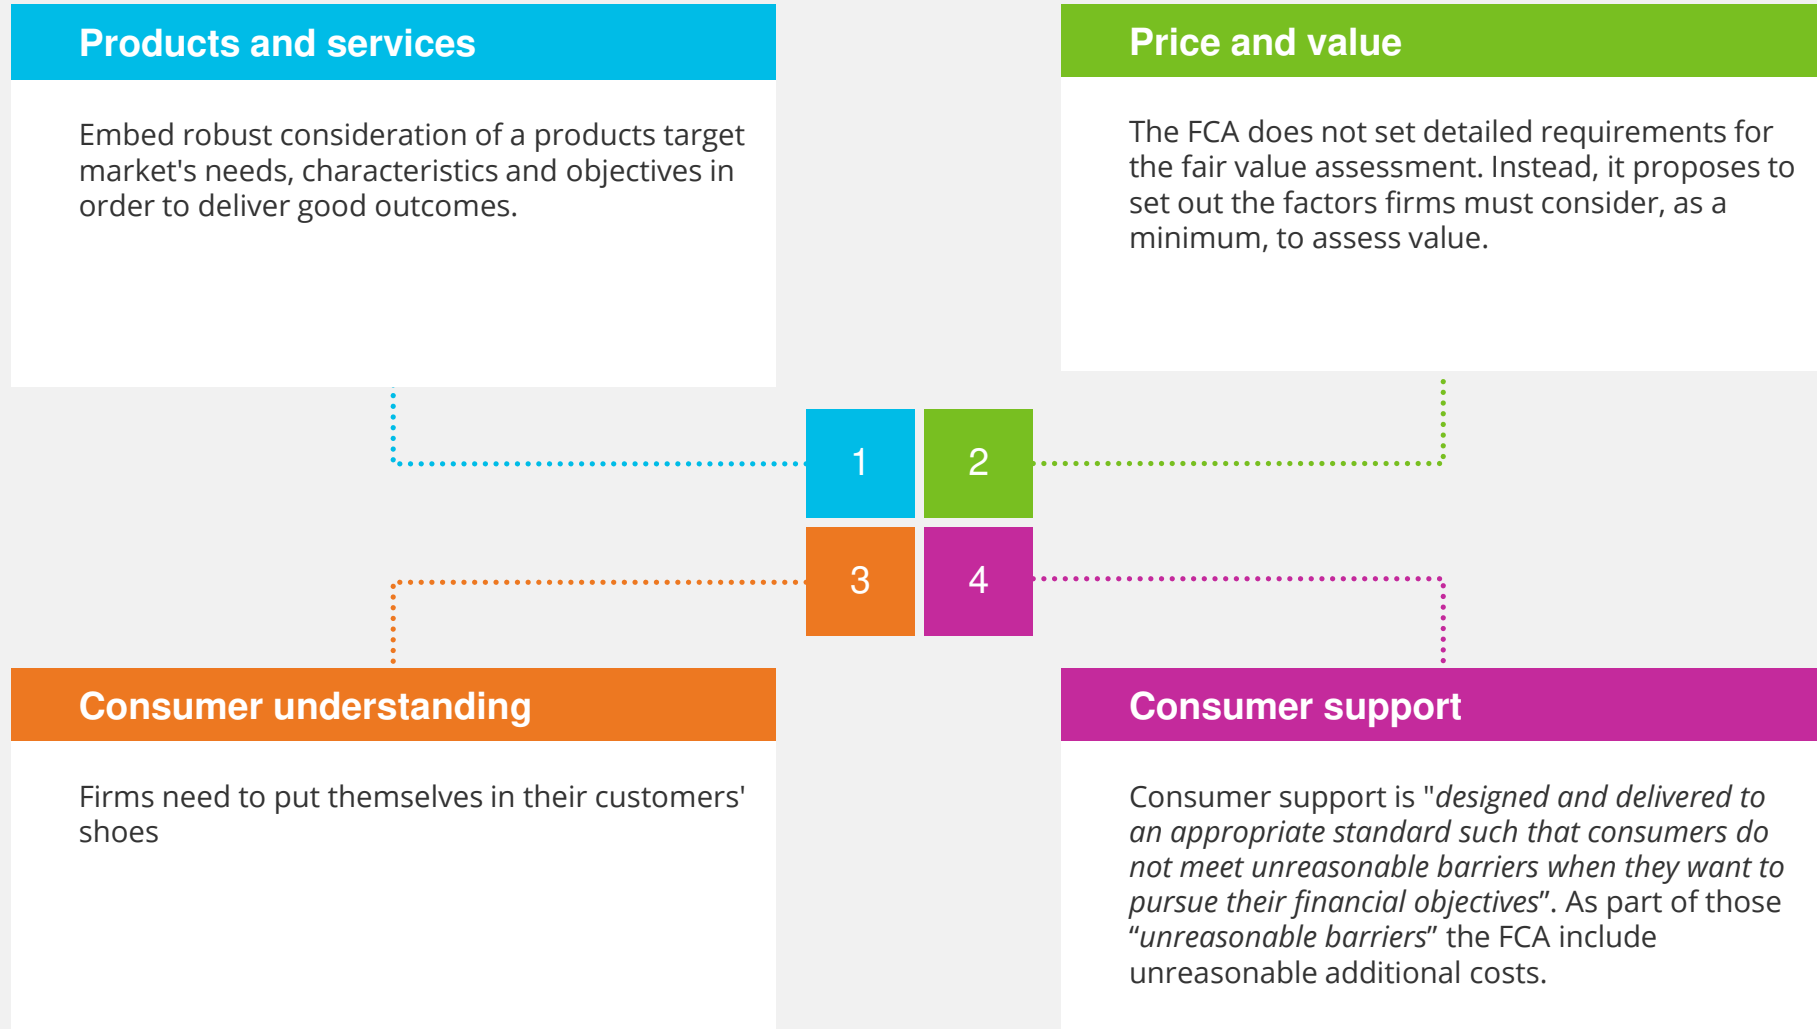 Products and services
Embed robust consideration of a products target
market's needs, characteristics and objectives in
order to deliver good outcomes.
Price and value
The FCA does not set detailed requirements for
the fair value assessment. Instead, it proposes to
set out the factors firms must consider, as a
minimum, to assess value.
1
2
3
4
Consumer understanding
Firms need to put themselves in their customers'
shoes
Consumer support
Consumer support is "designed and delivered to
an appropriate standard such that consumers do
not meet unreasonable barriers when they want to
pursue their financial objectives”. As part of those
“unreasonable barriers” the FCA include
unreasonable additional costs.